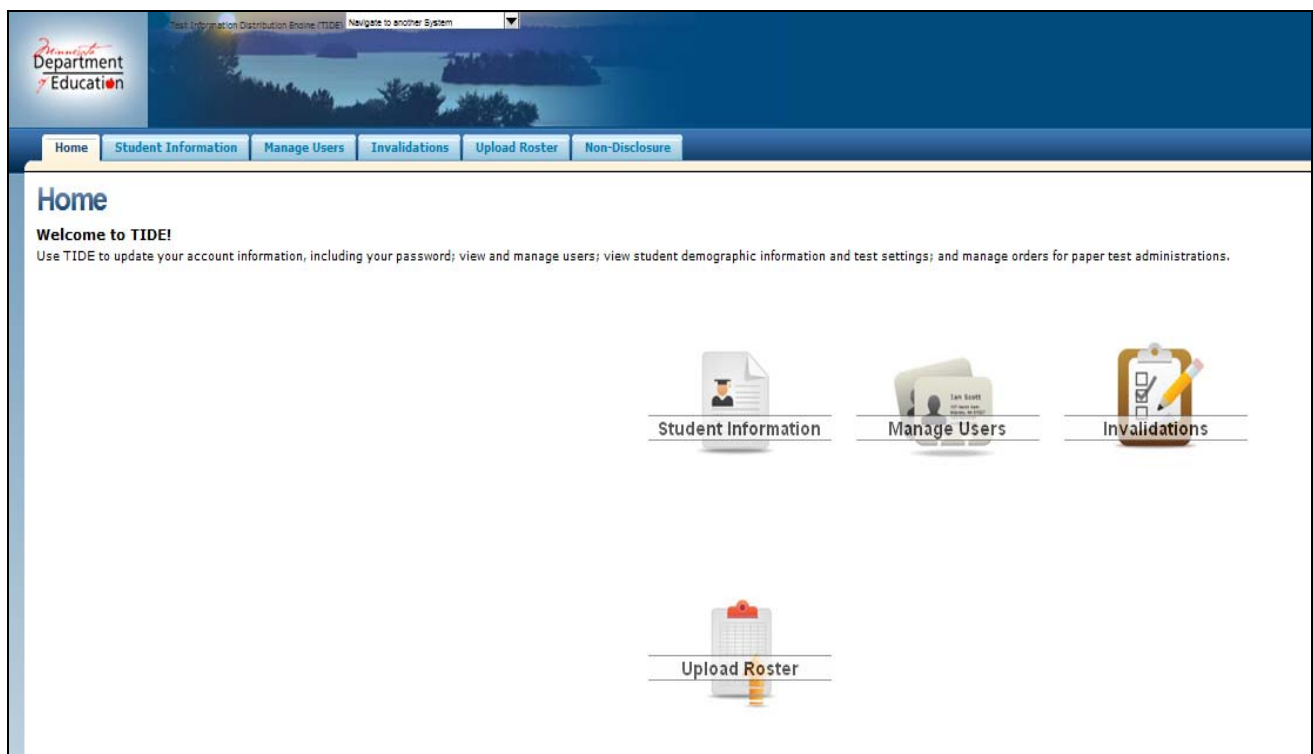 Test Information Distribution Engine (TIDE) Navigate to another System
Minnesota
Department
of Education
Home Student Information Manage Users Invalidations Upload Roster Non-Disclosure
Home
Welcome to TIDE!
Use TIDE to update your account information, including your password; view and manage users; view student demographic information and test settings; and manage orders for paper test administrations.
Ian Scott
Student Information Manage Users Invalidations
Upload Roster